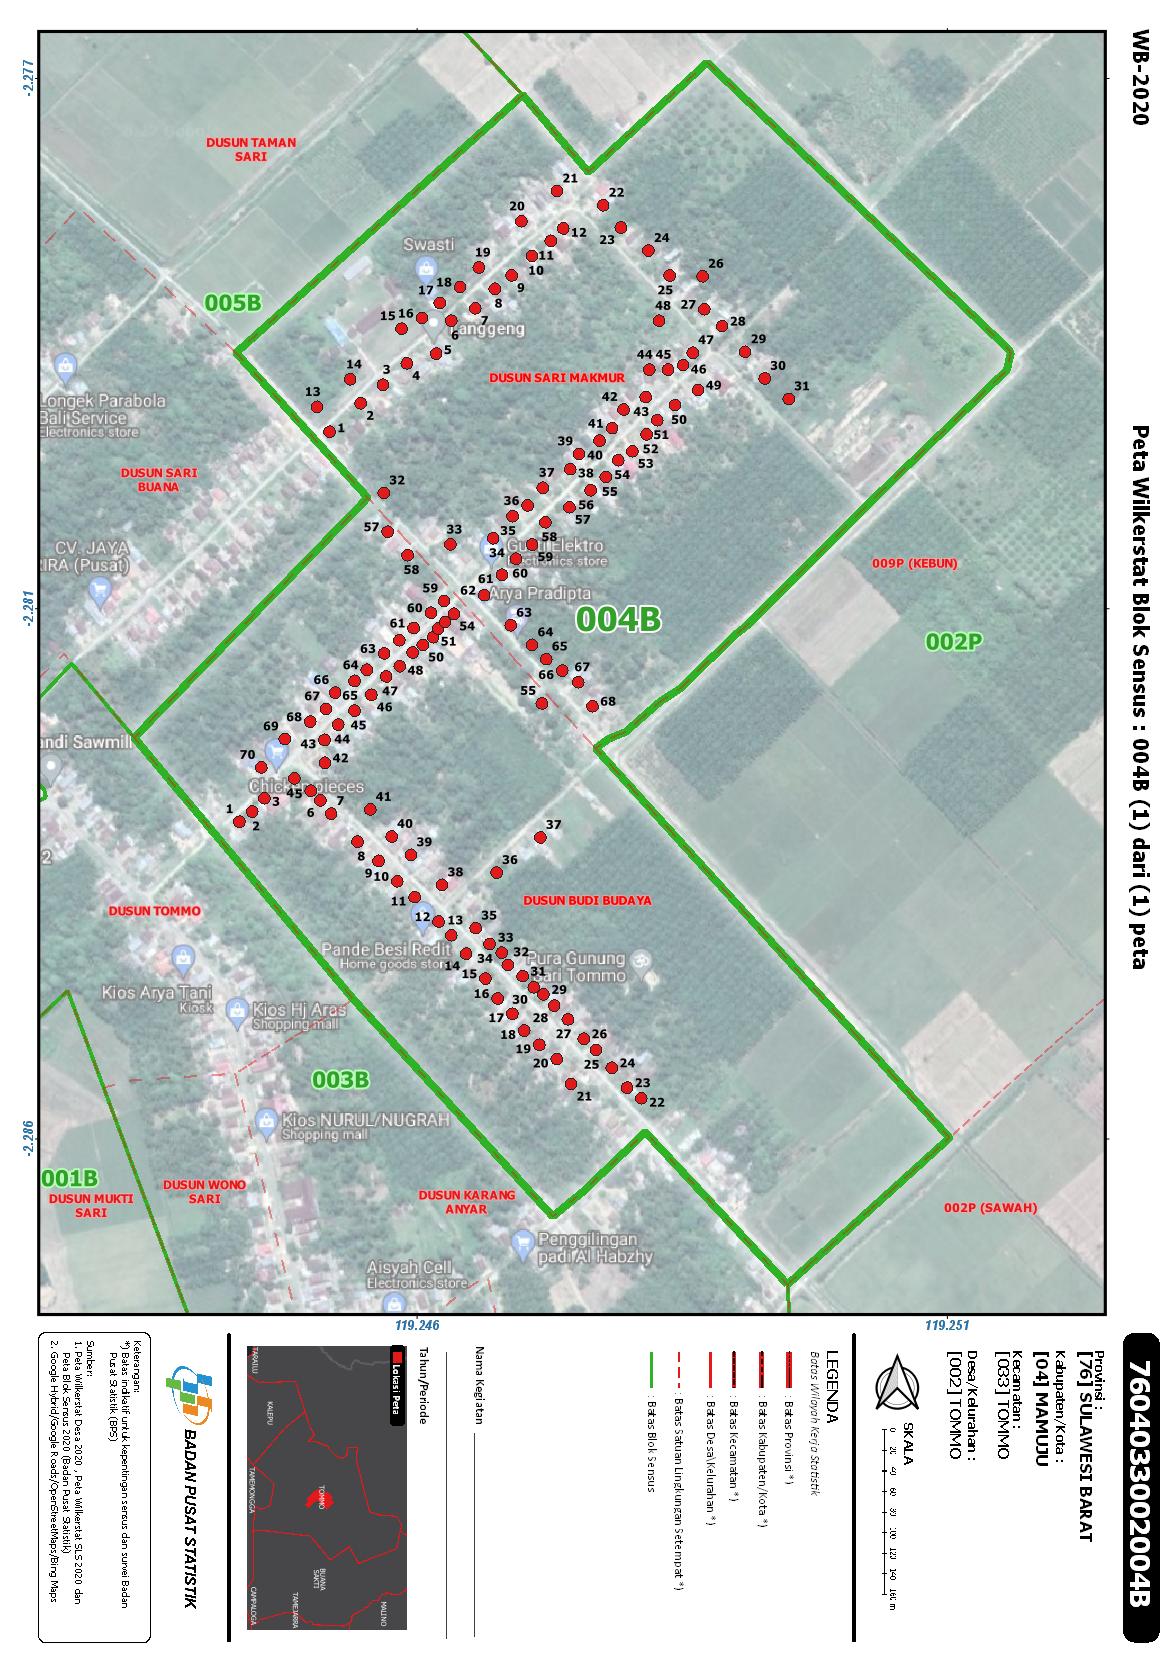 WB-2020
Peta Wilkerstat Blok Sensus : 004B (1) dari (1) peta
7604033002004B
-2.277
-2.281
-2.286
119.246
119.251
DUSUN TAMAN
SARI
005B
Swasti
Langgeng
DUSUN SARI MAKMUR
Longek Parabola
Bali Service
Electronics store
DUSUN SARI
BUANA
CV. JAYA
IRA (Pusat)
Gusti Elektro
Electronics store
Arya Pradipta
004B
009P (KEBUN)
002P
andi Sawmill
Chicken pieces
2
DUSUN TOMMO
DUSUN BUDI BUDAYA
Pande Besi Redit
Home goods store
Pura Gunung
Sari Tommo
Kios Arya Tani
Kiosk
Kios Hj Aras
Shopping mall
003B
Kios NURUL/NUGRAH
Shopping mall
001B
DUSUN MUKTI
SARI
DUSUN WONO
SARI
DUSUN KARANG
ANYAR
002P (SAWAH)
Penggilingan
padi Al Habzhy
Aisyah Cell
Electronics store
21
22
20
12
23
24
19
11
10
26
25
18
9
17
8
27
48
15 16
7
28
6
47
29
5
14
44 45
46
30
3
4
49
31
13
2
42
43
50
1
41
51
39
40
52
53
32
37
38
54
55
36
56
57
57
33
35
58
34
59
58
61
60
59
62
60
54
63
61
51
64
63
50
65
64
48
66
67
66
47
55
68
67
65
46
68
45
69
43
44
70
42
1
3
45
7
41
2
6
40
37
8
39
36
9 10
38
11
12
13
35
33
14
34
32
15
31
16
30
29
17
28
18
27
26
19
20
25
24
21
23
22
Provinsi :
[76] SULAWESI BARAT
Kabupaten/Kota :
[04] MAMUJU
Kecamatan :
[033] TOMMO
Desa/Kelurahan :
[002] TOMMO
SKALA
0 20 40 60 80 100 120 140 160 m
LEGENDA
Batas Wilayah Kerja Statistik
: Batas Provinsi *)
: Batas Kabupaten/Kota *)
: Batas Kecamatan *)
: Batas Desa\Kelurahan *)
: Batas Satuan Lingkungan Setempat *)
: Batas Blok Sensus
Nama Kegiatan
Tahun/Periode
Lokasi Peta
TARAILU
KALEPU
TAMEMONGGA
TOMMO
BUANA
SAKTI
MALINO
TAMEJARRA
CAMPALOGA
BADAN PUSAT STATISTIK
Keterangan:
*) Batas indikatif untuk kepentingan sensus dan survei Badan
Pusat Statistik (BPS)
Sumber:
1. Peta Wilkerstat Desa 2020 , Peta Wilkerstat SLS 2020 dan
Peta Blok Sensus 2020 (Badan Pusat Statistik)
2. Google Hybrid/Google Roads/OpenStreetMaps/Bing Maps